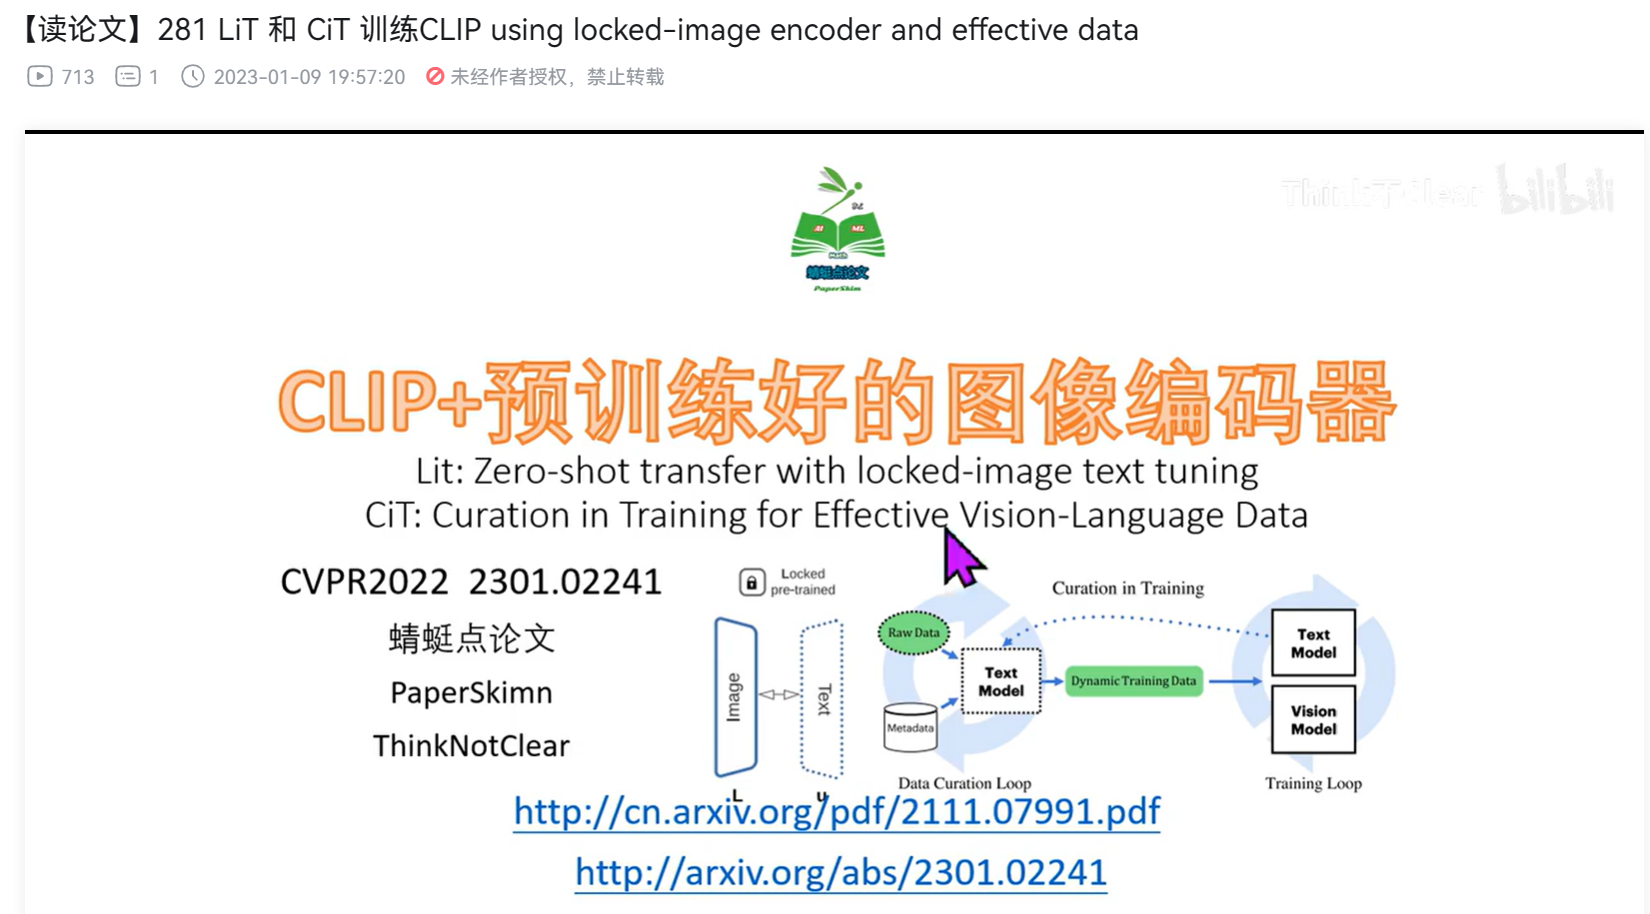 【读论文】281 LiT 和 CiT 训练CLIP using locked-image encoder and effective data
713 1 2023-01-09 19:57:20 未经作者授权，禁止转载
bilibili
AI ML
Math
蜻蜓点论文
PaperSkim
CLIP+预训练好的图像编码器
Lit: Zero-shot transfer with locked-image text tuning
CiT: Curation in Training for Effective Vision-Language Data
CVPR2022 2301.02241
蜻蜓点论文
PaperSkimn
ThinkNotClear
Locked
pre-trained
Image
Text
L u
Curation in Training
Raw Data
Metadata
Text
Model
Dynamic Training Data
Text
Model
Vision
Model
Data Curation Loop
Training Loop
http://cn.arxiv.org/pdf/2111.07991.pdf
http://arxiv.org/abs/2301.02241